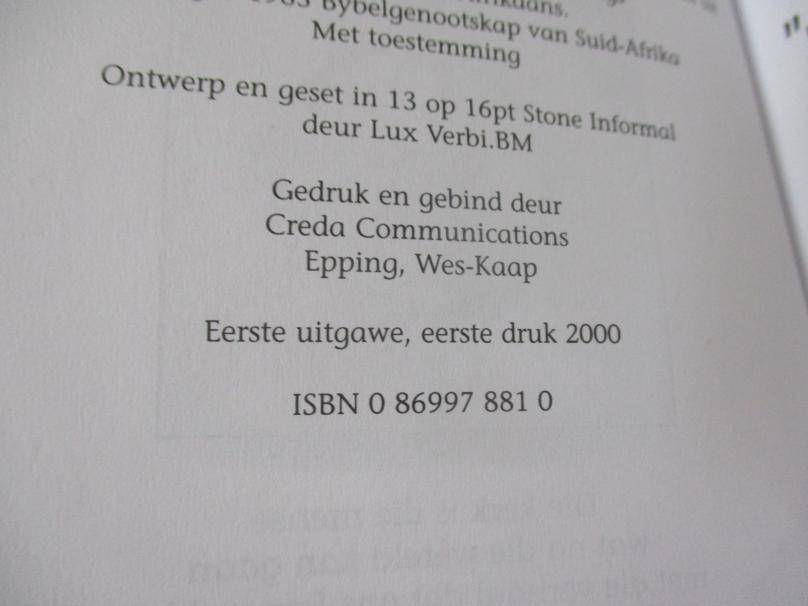 Bybelgenootskap van Suid-Afrika
Met toestemming
Ontwerp en geset in 13 op 16pt Stone Informal
deur Lux Verbi.BM
Gedruk en gebind deur
Creda Communications
Epping, Wes-Kaap
Eerste uitgawe, eerste druk 2000
ISBN 0 86997 881 0